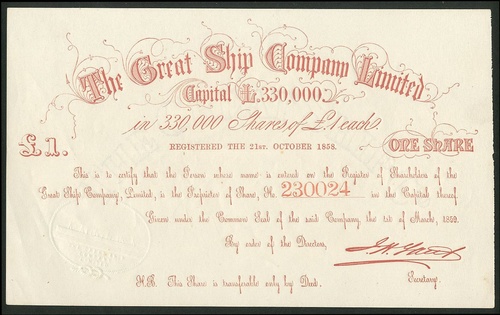 The Great Ship Company Limited
Capital £.330,000.
in 330,000 Shares of £.1 each.
REGISTERED THE 21ST. OCTOBER 1858.
£1.
ONE SHARE
This is to certify that the Person whose name is entered on the Register of Shareholders of the
Great Ship Company, Limited, is the Proprietor of Share, No. 230024 in the Capital thereof
Given under the Common Seal of the said Company, the 1st of March, 1859.
By order of the Directors,
Secretary.
N.B. This Share is transferable only by Deed.